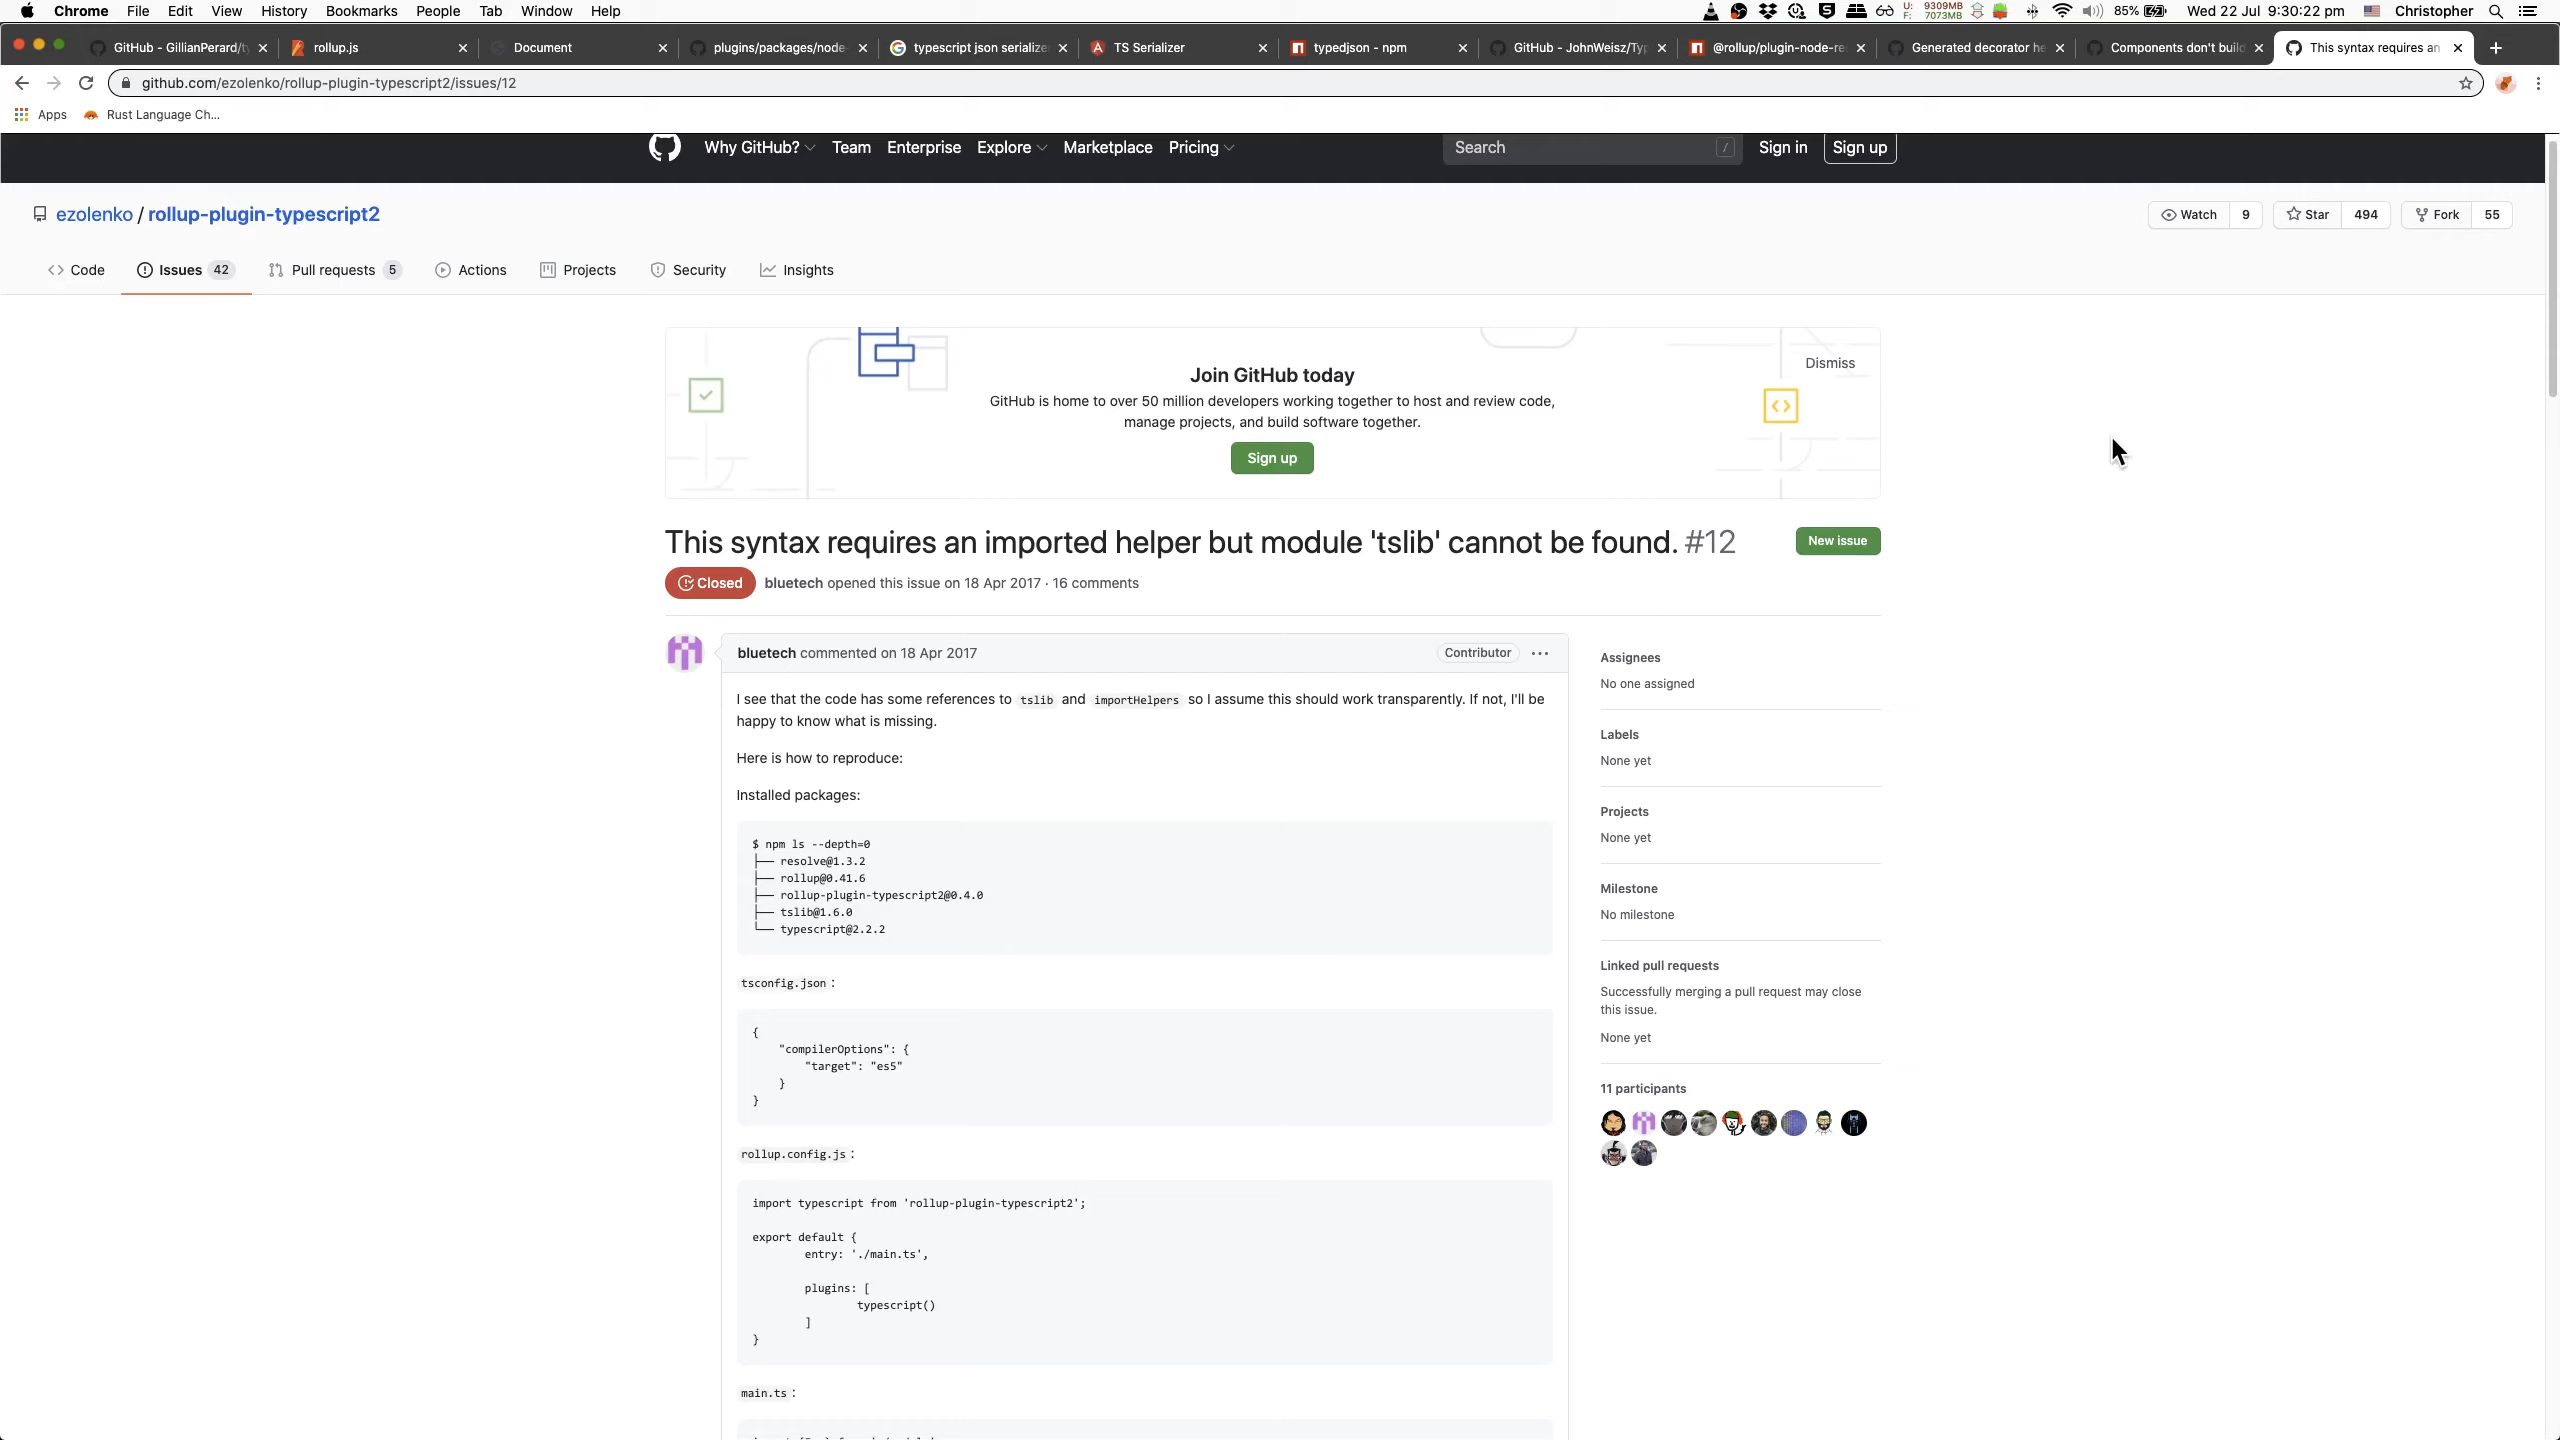 Chrome File Edit View History Bookmarks People Tab Window Help U: 9309MB F: 7073MB 85% Wed 22 Jul 9:30:22 pm Christopher
GitHub - GillianPerard/ty rollup.js Document plugins/packages/node- typescript json serialize TS Serializer typedjson - npm GitHub - JohnWeisz/Typ @rollup/plugin-node-re Generated decorator he Components don't build This syntax requires an
github.com/ezolenko/rollup-plugin-typescript2/issues/12
Apps Rust Language Ch...
Why GitHub? Team Enterprise Explore Marketplace Pricing Search / Sign in Sign up
ezolenko / rollup-plugin-typescript2 Watch 9 Star 494 Fork 55
Code Issues 42 Pull requests 5 Actions Projects Security Insights
Dismiss
Join GitHub today
GitHub is home to over 50 million developers working together to host and review code,
manage projects, and build software together.
Sign up
This syntax requires an imported helper but module 'tslib' cannot be found. #12 New issue
Closed bluetech opened this issue on 18 Apr 2017 · 16 comments
bluetech commented on 18 Apr 2017 Contributor ...
I see that the code has some references to tslib and importHelpers so I assume this should work transparently. If not, I'll be
happy to know what is missing.
Here is how to reproduce:
Installed packages:
$ npm ls --depth=0
├── resolve@1.3.2
├── rollup@0.41.6
├── rollup-plugin-typescript2@0.4.0
├── tslib@1.6.0
└── typescript@2.2.2
tsconfig.json :
{
"compilerOptions": {
"target": "es5"
}
}
rollup.config.js :
import typescript from 'rollup-plugin-typescript2';
export default {
entry: './main.ts',
plugins: [
typescript()
]
}
main.ts :
Assignees
No one assigned
Labels
None yet
Projects
None yet
Milestone
No milestone
Linked pull requests
Successfully merging a pull request may close
this issue.
None yet
11 participants